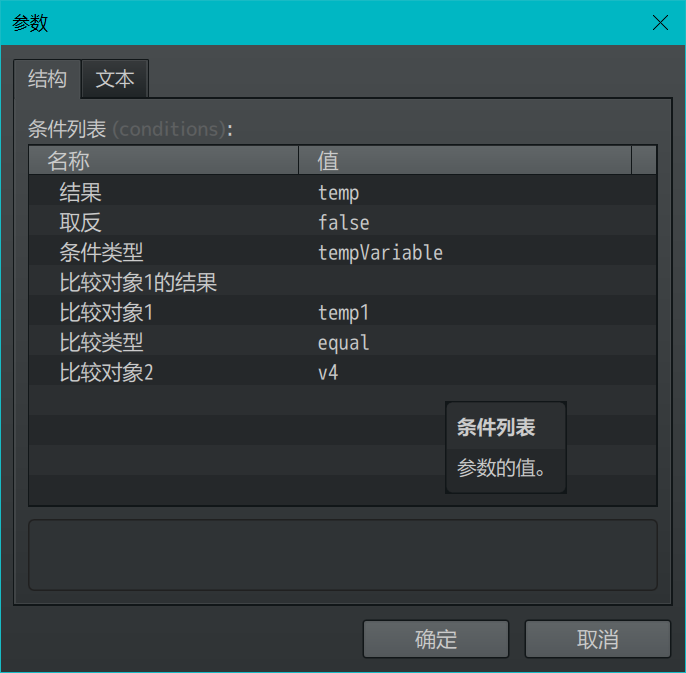 参数
结构 文本
条件列表 (conditions):
名称 值
结果 temp
取反 false
条件类型 tempVariable
比较对象1的结果
比较对象1 temp1
比较类型 equal
比较对象2 v4
条件列表
参数的值。
确定 取消